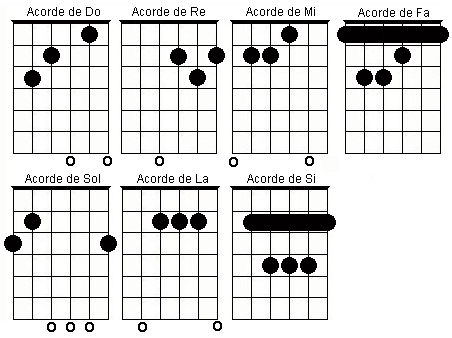 Acorde de Do
Acorde de Re
Acorde de Mi
Acorde de Fa
o o
o
o o
Acorde de Sol
Acorde de La
Acorde de Si
o o o
o o